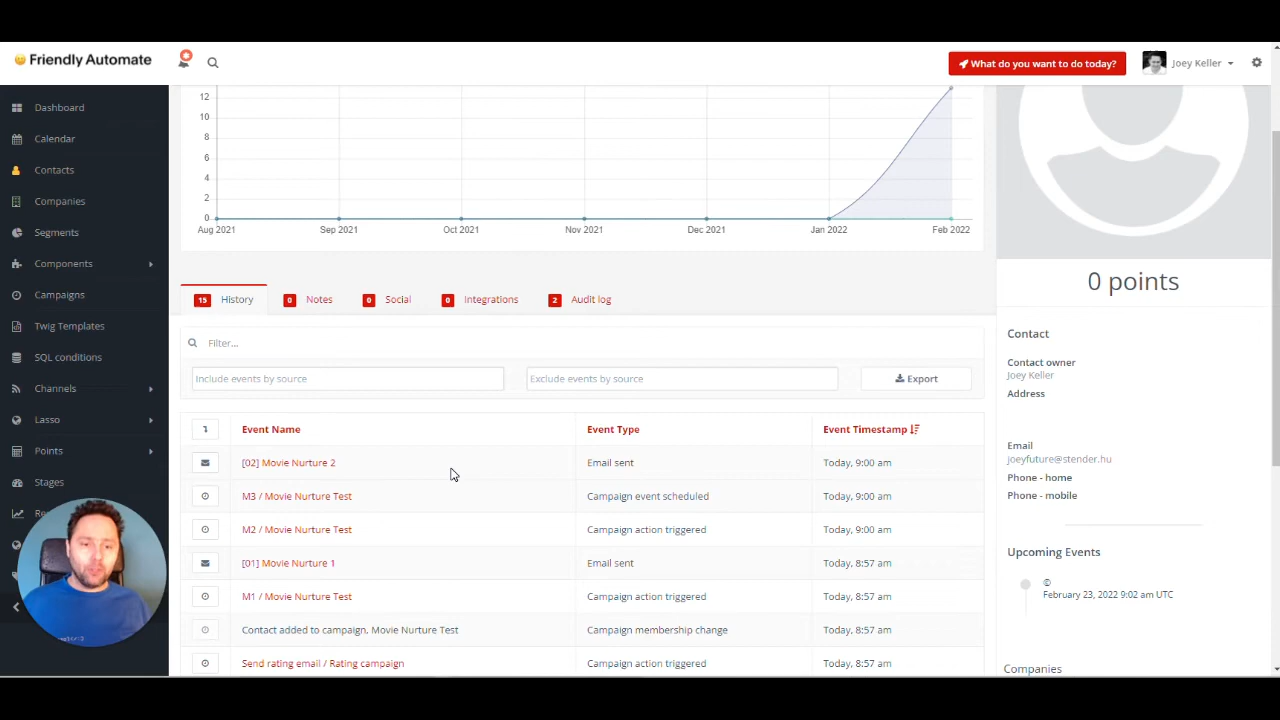 Friendly Automate
What do you want to do today?
Joey Keller
Dashboard
Calendar
Contacts
Companies
Segments
Components
Campaigns
Twig Templates
SQL conditions
Channels
Lasso
Points
Stages
Re
12
10
8
6
4
2
0
Aug 2021 Sep 2021 Oct 2021 Nov 2021 Dec 2021 Jan 2022 Feb 2022
15 History 0 Notes 0 Social 0 Integrations 2 Audit log
Filter...
Include events by source Exclude events by source Export
Event Name Event Type Event Timestamp
[02] Movie Nurture 2 Email sent Today, 9:00 am
M3 / Movie Nurture Test Campaign event scheduled Today, 9:00 am
M2 / Movie Nurture Test Campaign action triggered Today, 9:00 am
[01] Movie Nurture 1 Email sent Today, 8:57 am
M1 / Movie Nurture Test Campaign action triggered Today, 8:57 am
Contact added to campaign, Movie Nurture Test Campaign membership change Today, 8:57 am
Send rating email / Rating campaign Campaign action triggered Today, 8:57 am
0 points
Contact
Contact owner
Joey Keller
Address
Email
joeyfuture@stender.hu
Phone - home
Phone - mobile
Upcoming Events
©
February 23, 2022 9:02 am UTC
Companies